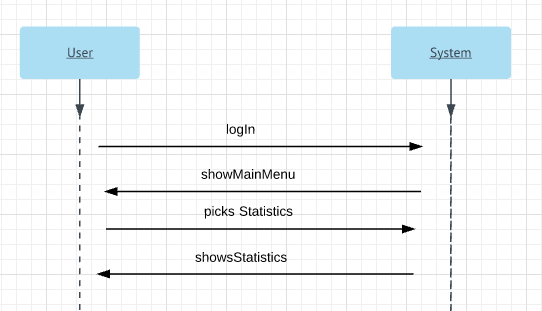 User
System
logIn
showMainMenu
picks Statistics
showsStatistics